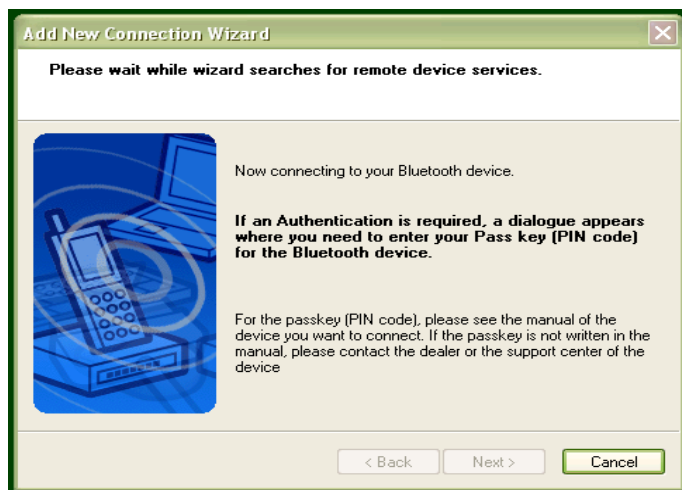 Add New Connection Wizard
Please wait while wizard searches for remote device services.
Now connecting to your Bluetooth device.
If an Authentication is required, a dialogue appears
where you need to enter your Pass key (PIN code)
for the Bluetooth device.
For the passkey (PIN code), please see the manual of the
device you want to connect. If the passkey is not written in the
manual, please contact the dealer or the support center of the
device
< Back Next > Cancel